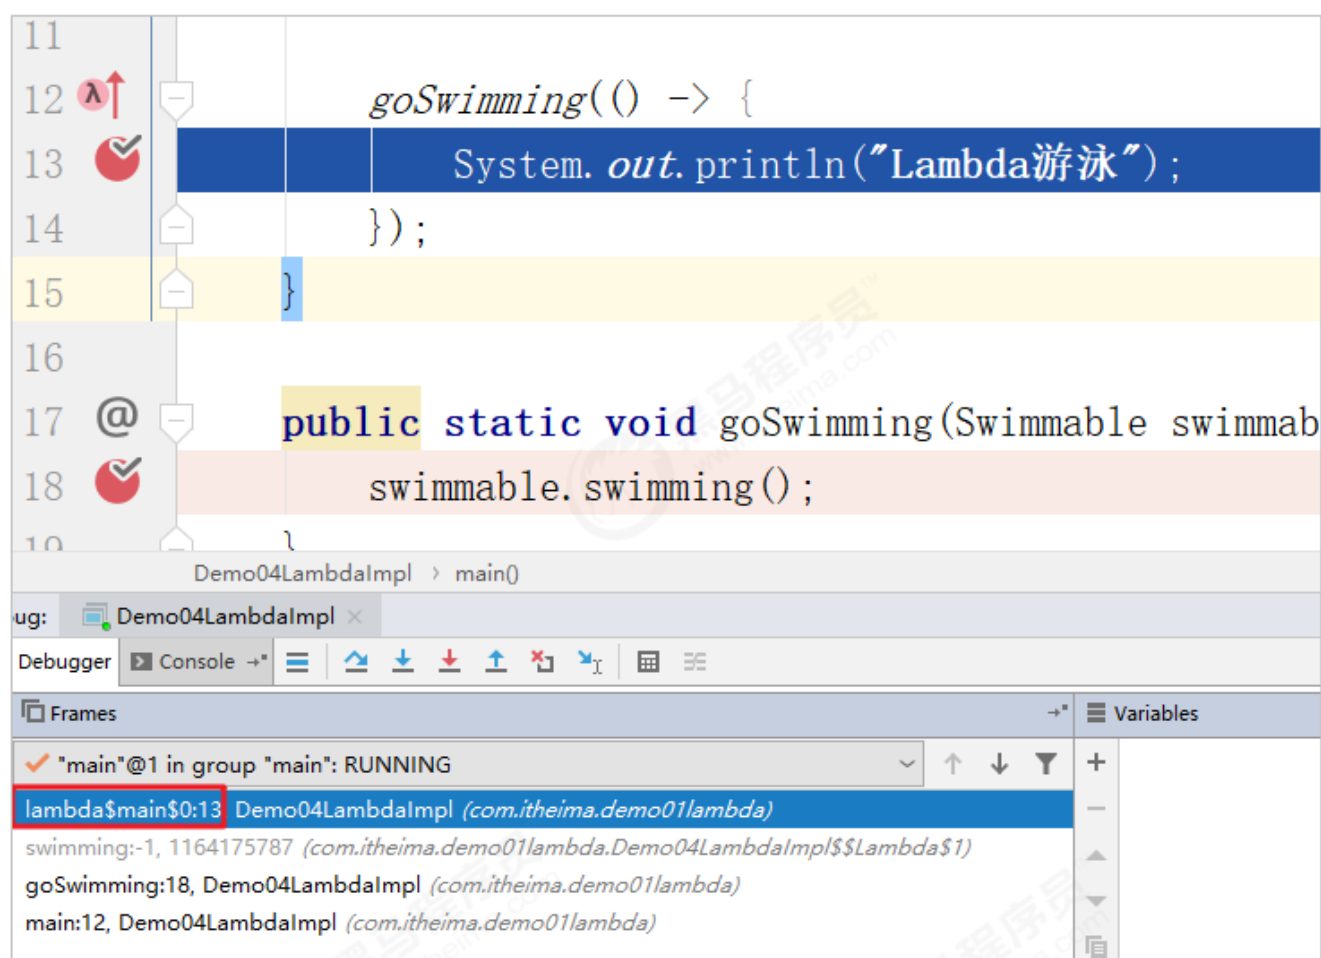 11
12 goSwimming(() -> {
13 System.out.println("Lambda游泳");
14 });
15 }
16
17 @ public static void goSwimming(Swimmable swimmab
18 swimmable.swimming();
19 }
Demo04LambdaImpl > main()
ug: Demo04LambdaImpl
Debugger Console
Frames Variables
"main"@1 in group "main": RUNNING
lambda$main$0:13, Demo04LambdaImpl (com.itheima.demo01lambda)
swimming:-1, 1164175787 (com.itheima.demo01lambda.Demo04LambdaImpl$$Lambda$1)
goSwimming:18, Demo04LambdaImpl (com.itheima.demo01lambda)
main:12, Demo04LambdaImpl (com.itheima.demo01lambda)